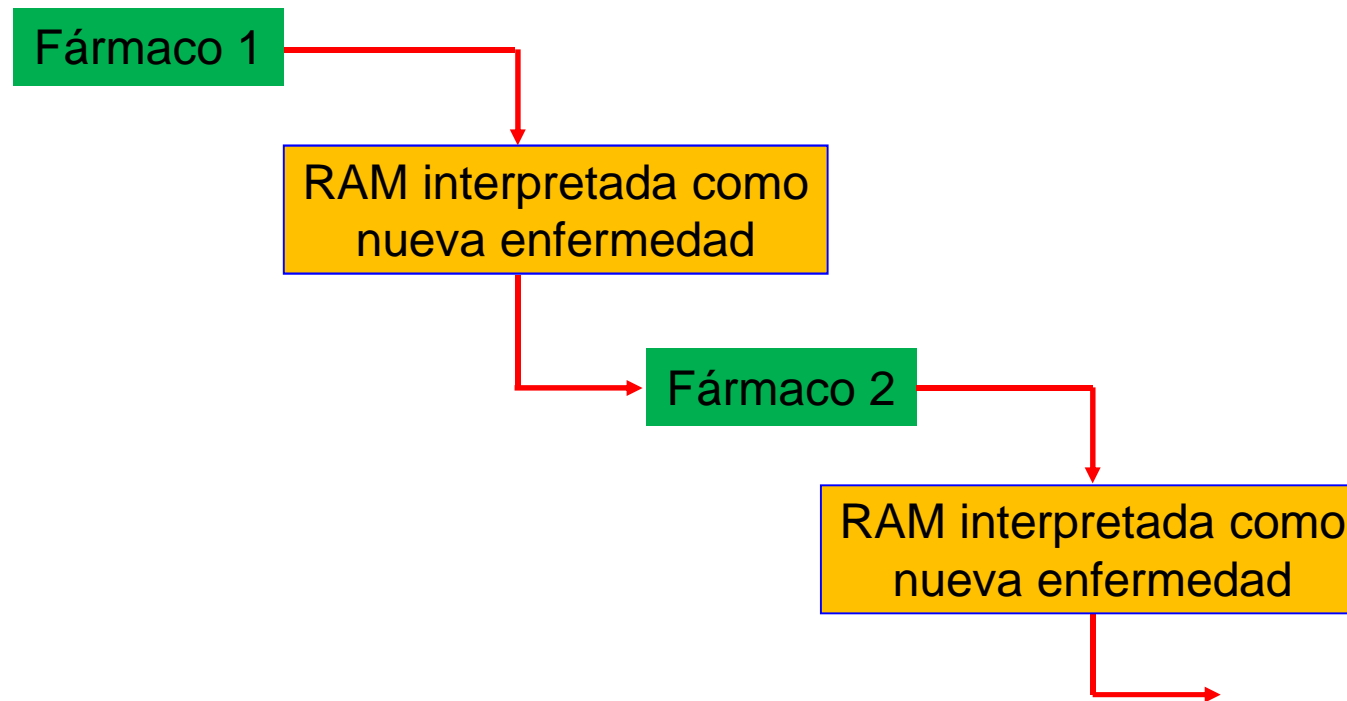 Fármaco 1
RAM interpretada como
nueva enfermedad
Fármaco 2
RAM interpretada como
nueva enfermedad